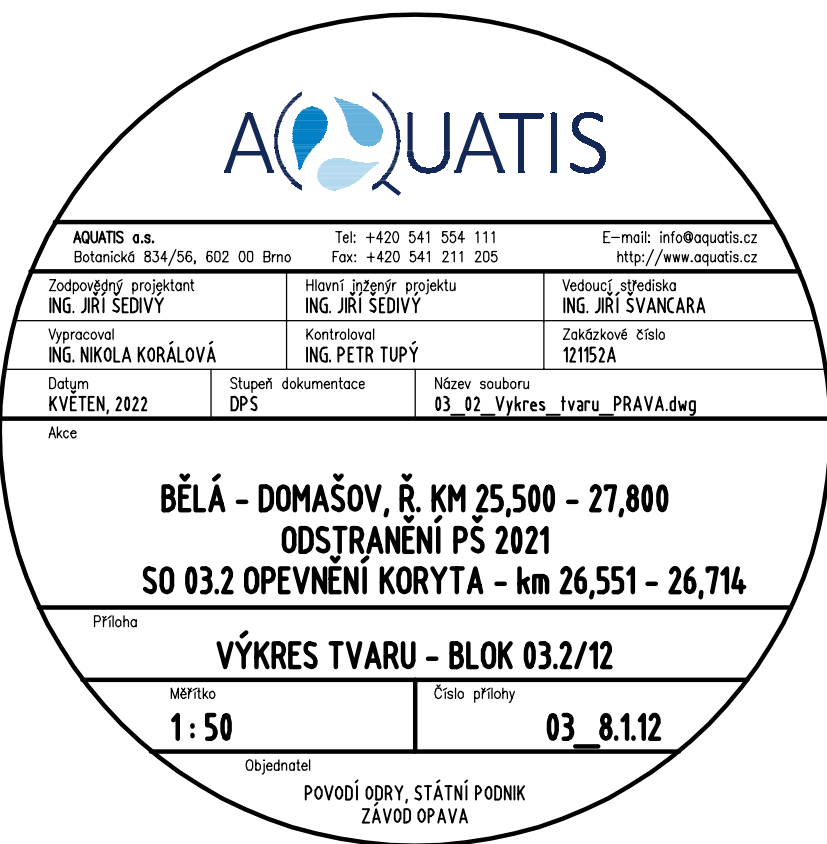 AQUATIS
AQUATIS a.s.
Botanická 834/56, 602 00 Brno
Tel: +420 541 554 111
Fax: +420 541 211 205
E-mail: info@aquatis.cz
http://www.aquatis.cz
Zodpovědný projektant
ING. JIŘÍ ŠEDIVÝ
Hlavní inženýr projektu
ING. JIŘÍ ŠEDIVÝ
Vedoucí střediska
ING. JIŘÍ ŠVANCARA
Vypracoval
ING. NIKOLA KORÁLOVÁ
Kontroloval
ING. PETR TUPÝ
Zakázkové číslo
121152A
Datum
KVĚTEN, 2022
Stupeň dokumentace
DPS
Název souboru
03_02_Vykres_tvaru_PRAVA.dwg
Akce
BĚLÁ - DOMAŠOV, Ř. KM 25,500 - 27,800
ODSTRANĚNÍ PŠ 2021
SO 03.2 OPEVNĚNÍ KORYTA - km 26,551 - 26,714
Příloha
VÝKRES TVARU - BLOK 03.2/12
Měřítko
1 : 50
Číslo přílohy
03_8.1.12
Objednatel
POVODÍ ODRY, STÁTNÍ PODNIK
ZÁVOD OPAVA